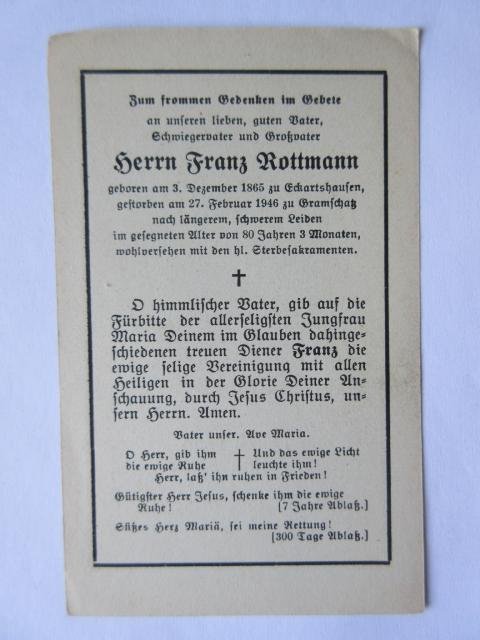 Zum frommen Gedenken im Gebete
an unseren lieben, guten Vater,
Schwiegervater und Großvater
Herrn Franz Rottmann
geboren am 3. Dezember 1865 zu Eckartshausen,
gestorben am 27. Februar 1946 zu Gramschatz
nach längerem, schwerem Leiden
im gesegneten Alter von 80 Jahren 3 Monaten,
wohlversehen mit den hl. Sterbesakramenten.
✝
O himmlischer Vater, gib auf die
Fürbitte der allerseligsten Jungfrau
Maria Deinem im Glauben dahinge-
schiedenen treuen Diener Franz die
ewige selige Vereinigung mit allen
Heiligen in der Glorie Deiner An-
schauung, durch Jesus Christus, un-
sern Herrn. Amen.
Vater unser. Ave Maria.
O Herr, gib ihm ✝ Und das ewige Licht
die ewige Ruhe leuchte ihm!
Herr, laß' ihn ruhen in Frieden!
Gütigster Herr Jesus, schenke ihm die ewige
Ruhe! [7 Jahre Ablaß.]
Süßes Herz Mariä, sei meine Rettung!
[300 Tage Ablaß.]